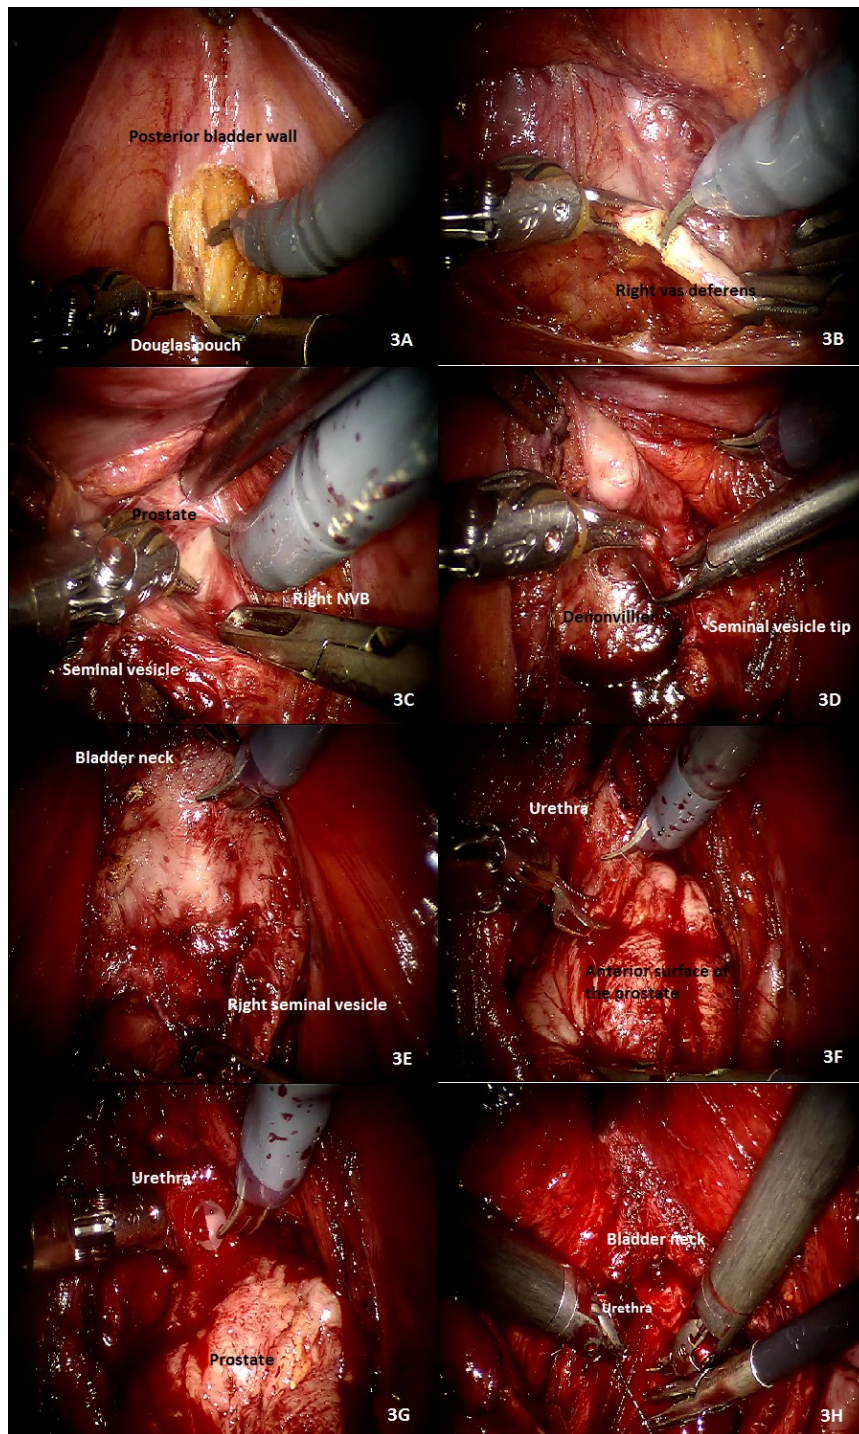 Posterior bladder wall
Douglas pouch
3A
Right vas deferens
3B
Prostate
Right NVB
Seminal vesicle
3C
Denonvillie
Seminal vesicle tip
3D
Bladder neck
Right seminal vesicle
3E
Urethra
Anterior surface of
the prostate
3F
Urethra
Prostate
3G
Bladder neck
Urethra
3H